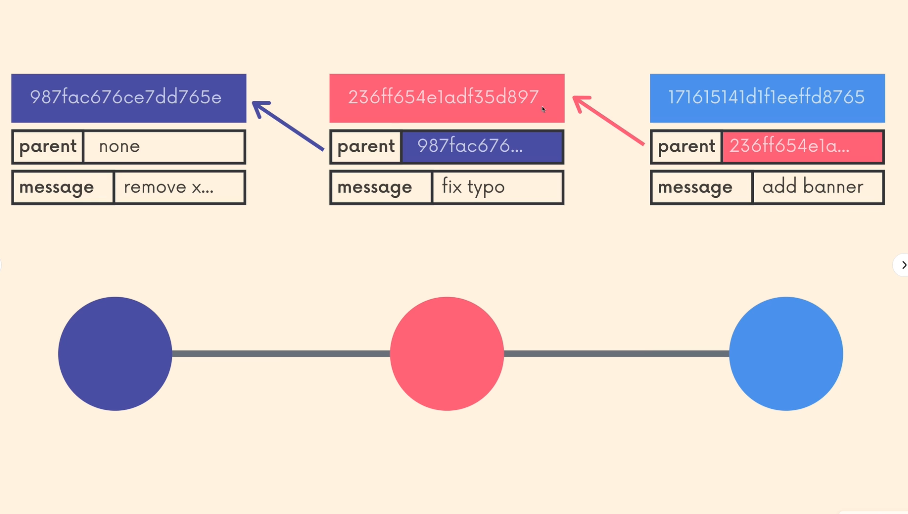 987fac676ce7dd765e
parent none
message remove x...
236ff654e1adf35d897
parent 987fac676...
message fix typo
171615141d1f1eeffd8765
parent 236ff654e1a...
message add banner